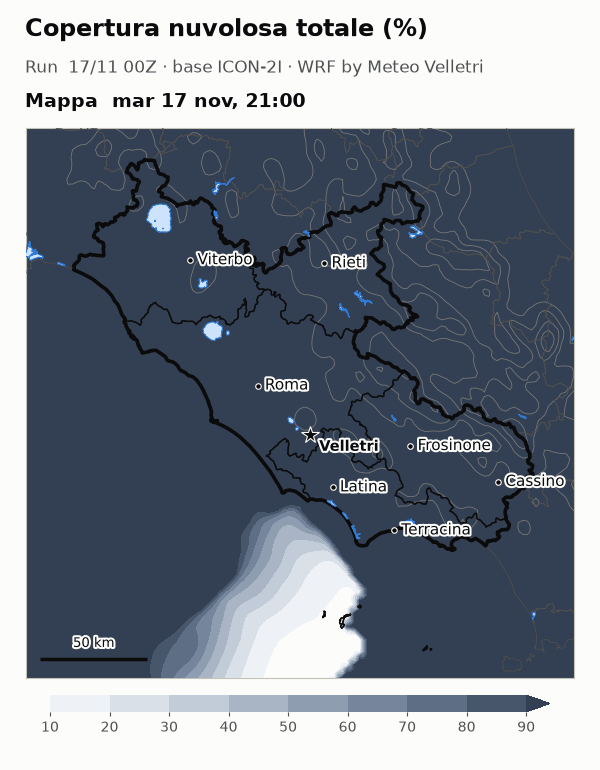 Copertura nuvolosa totale (%)
Run 17/11 00Z · base ICON-2I · WRF by Meteo Velletri
Mappa mar 17 nov, 21:00
Viterbo
Rieti
Roma
Velletri
Frosinone
Cassino
Latina
Terracina
50 km
10 20 30 40 50 60 70 80 90